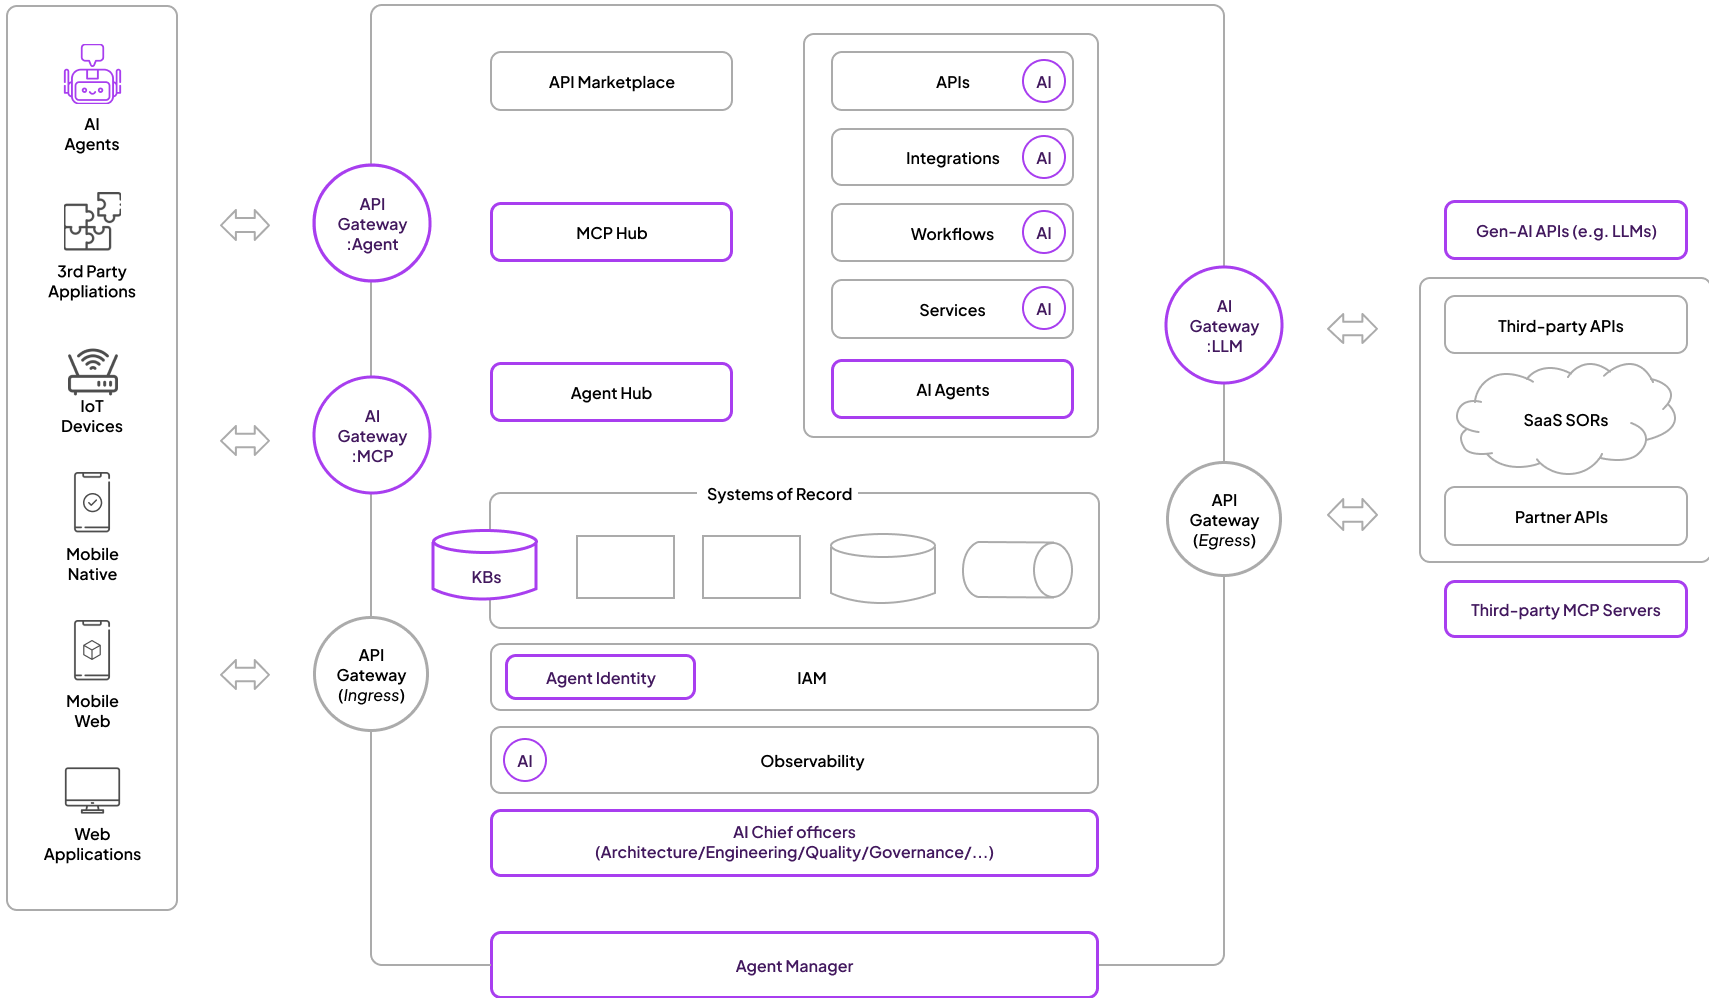 AI
Agents
3rd Party
Appliations
IoT
Devices
Mobile
Native
Mobile
Web
Web
Applications
API
Gateway
:Agent
AI
Gateway
:MCP
API
Gateway
(Ingress)
API Marketplace
MCP Hub
Agent Hub
APIs
AI
Integrations
AI
Workflows
AI
Services
AI
AI Agents
Systems of Record
KBs
Agent Identity
IAM
AI
Observability
AI Chief officers
(Architecture/Engineering/Quality/Governance/...)
Agent Manager
AI
Gateway
:LLM
API
Gateway
(Egress)
Gen-AI APIs (e.g. LLMs)
Third-party APIs
SaaS SORs
Partner APIs
Third-party MCP Servers